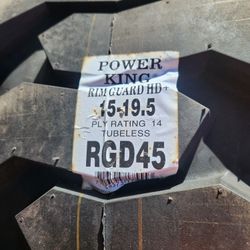 POWER
KING
RIM GUARD HD+
15-19.5
PLY RATING 14
TUBELESS
RGD45